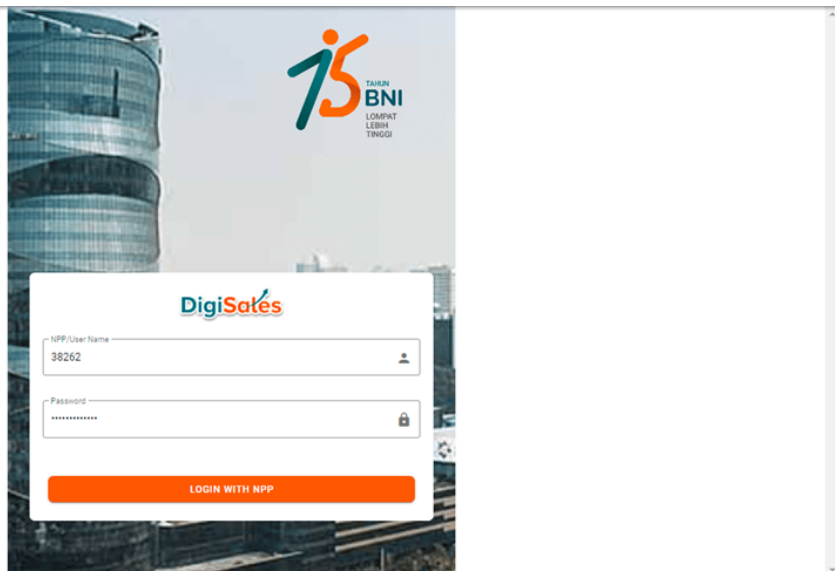 75
TAHUN
BNI
LOMPAT
LEBIH
TINGGI
DigiSales
NPP/User Name
38262
Password
•••••••••••••
LOGIN WITH NPP